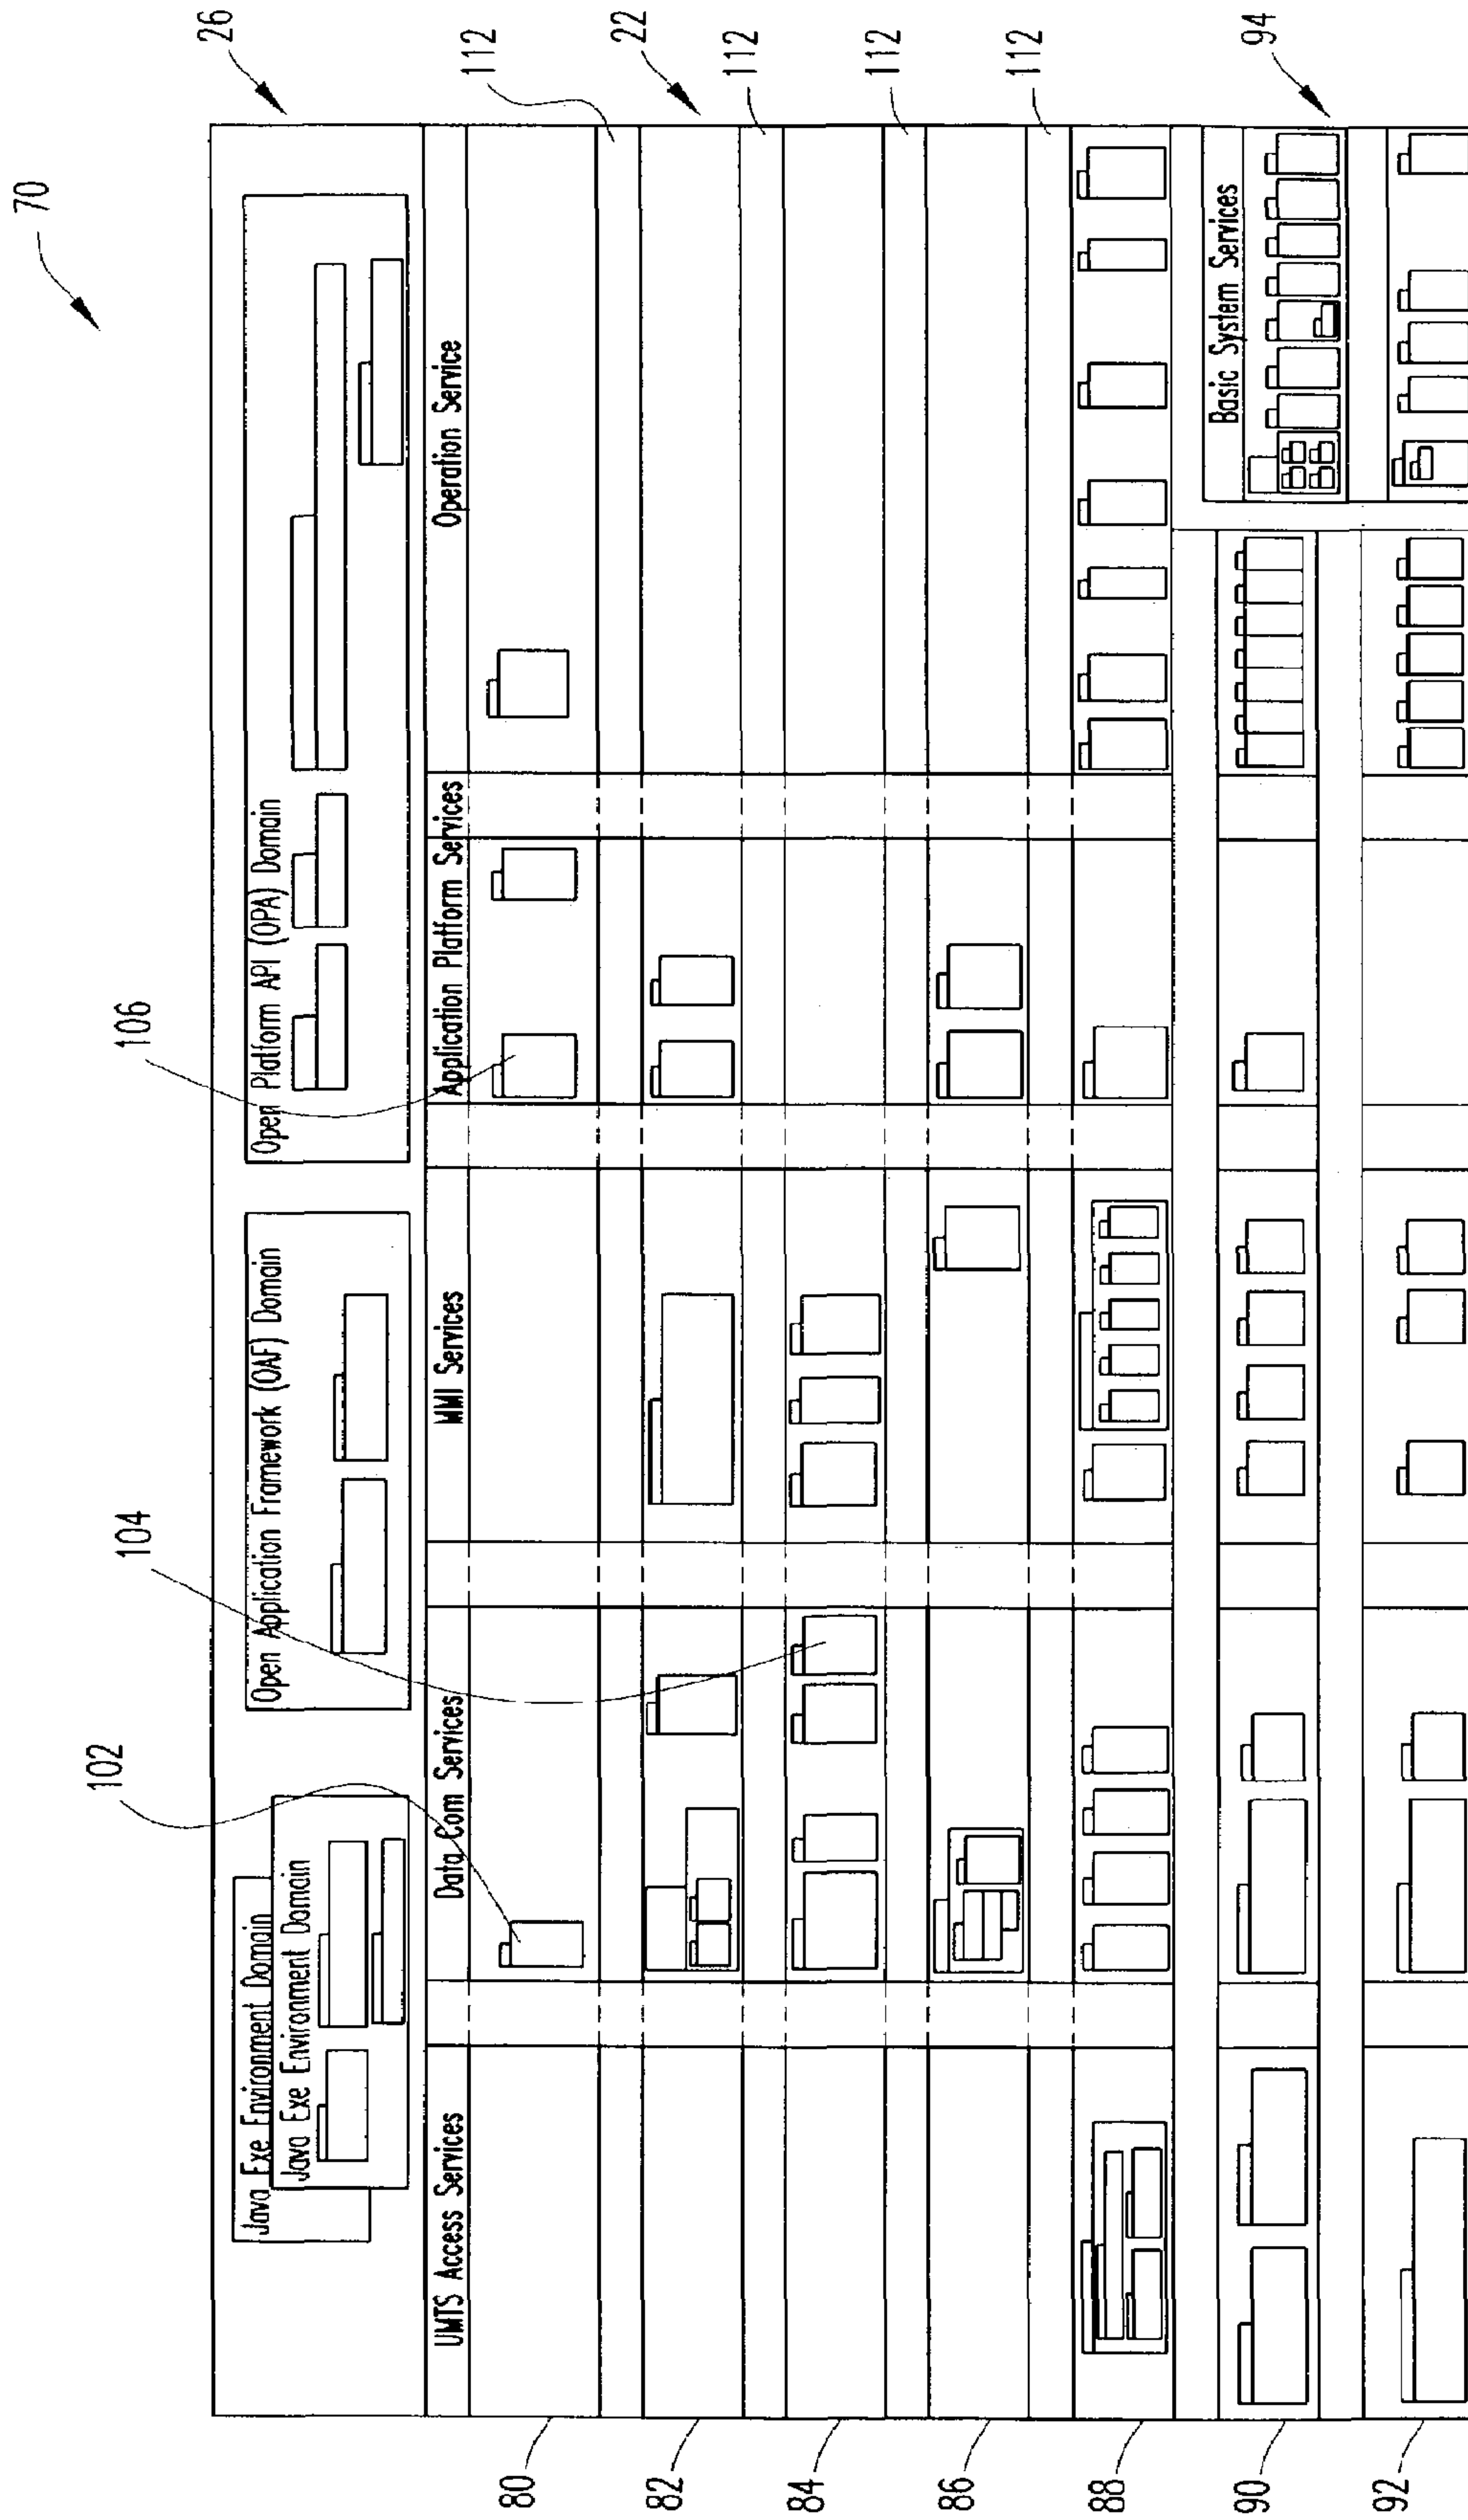 70
26
Java Exe Environment Domain
Java Exe Environment Domain
Open Application Framework (OAF) Domain
Open Platform API (OPA) Domain
102
104
106
UMTS Access Services
Data Com Services
MMI Services
Application Platform Services
Operation Service
112
22
112
112
112
80
82
84
86
88
90
92
Basic System Services
94